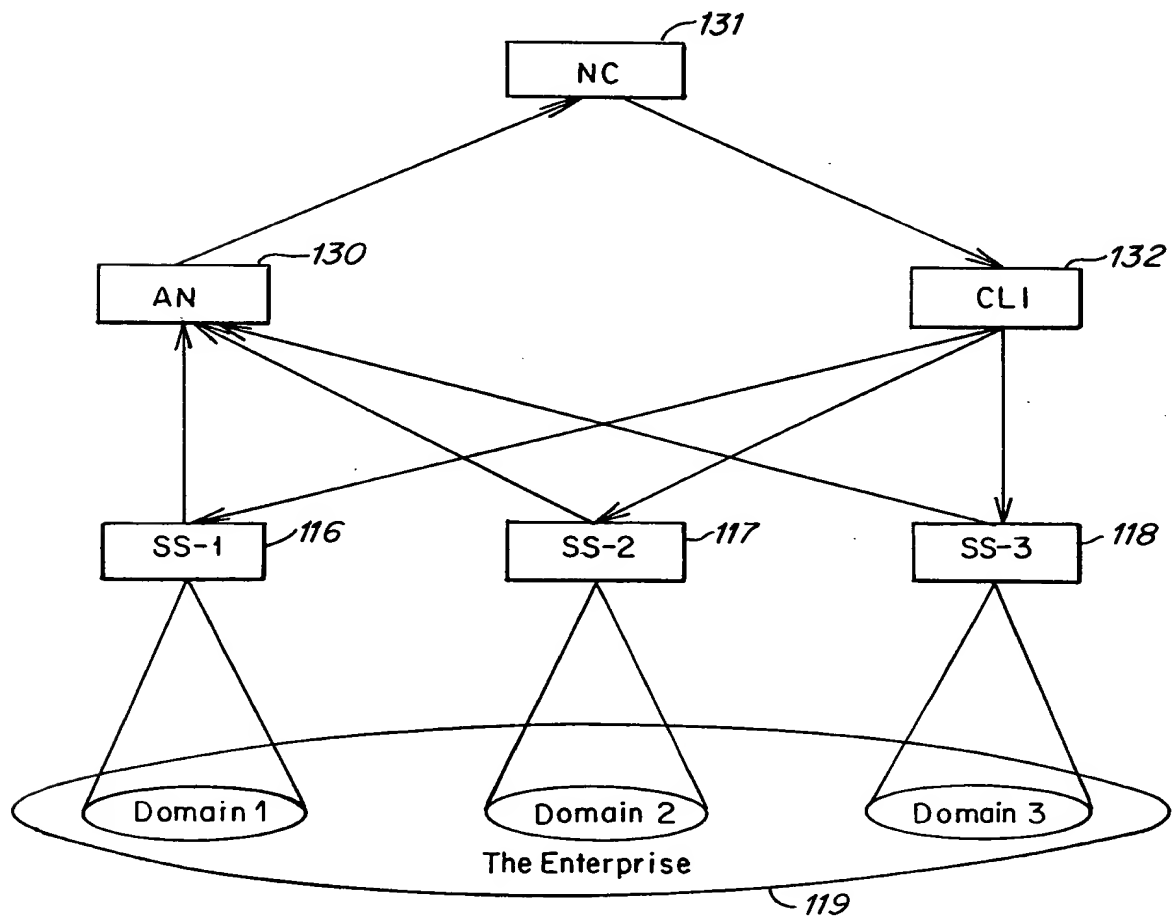 131
NC
130
AN
132
CLI
SS-1
116
SS-2
117
SS-3
118
Domain 1
Domain 2
Domain 3
The Enterprise
119